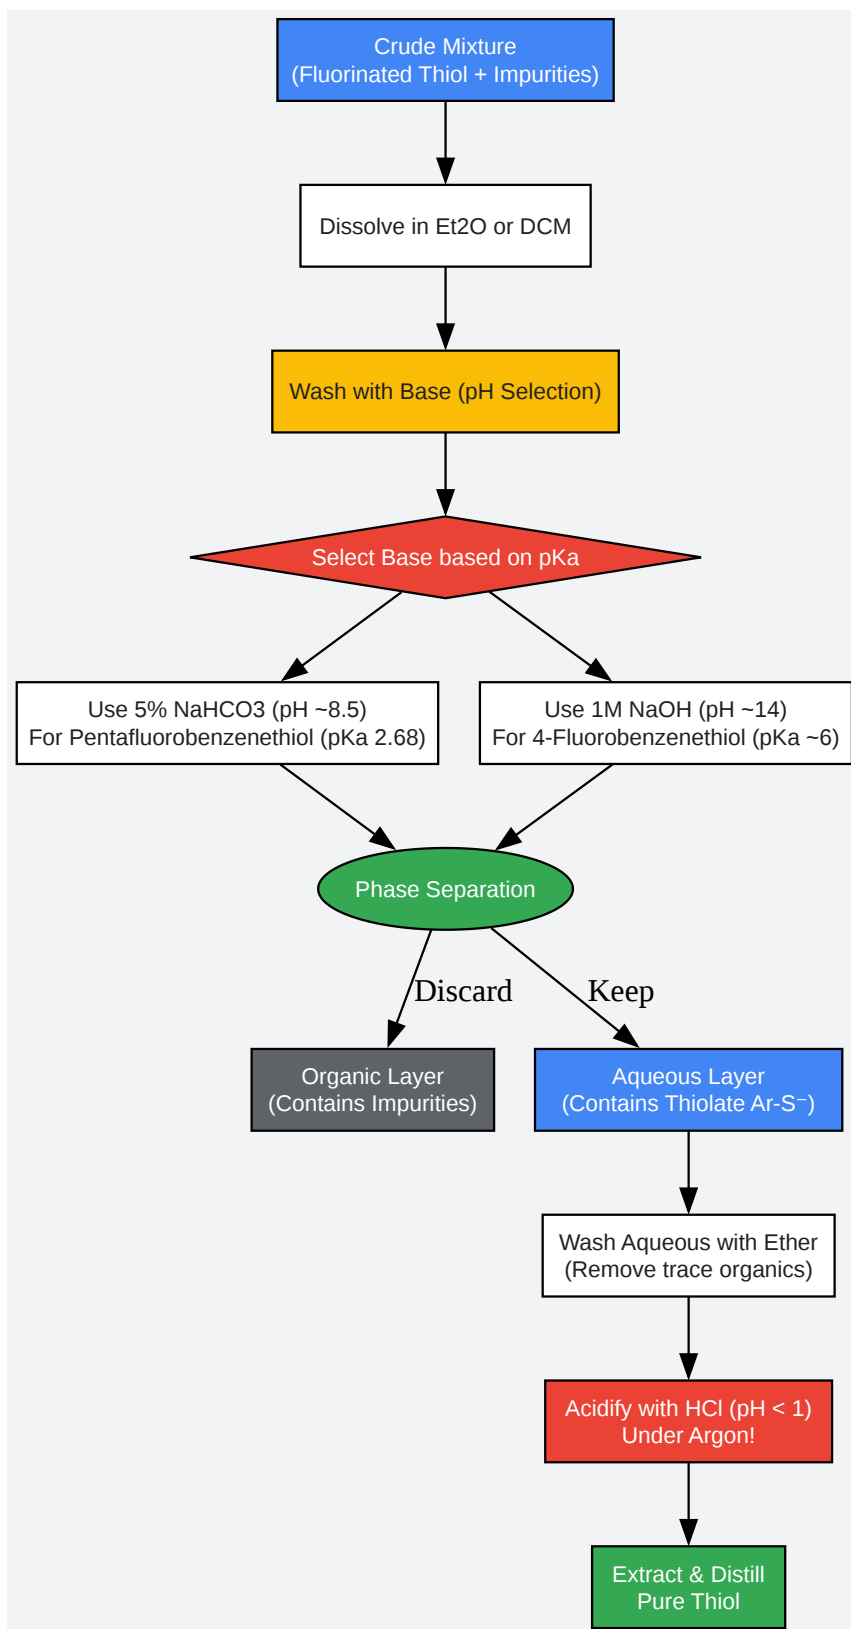 Crude Mixture
(Fluorinated Thiol + Impurities)
Dissolve in Et2O or DCM
Wash with Base (pH Selection)
Select Base based on pKa
Use 5% NaHCO3 (pH ~8.5)
For Pentafluorobenzenethiol (pKa 2.68)
Use 1M NaOH (pH ~14)
For 4-Fluorobenzenethiol (pKa ~6)
Phase Separation
Discard
Keep
Organic Layer
(Contains Impurities)
Aqueous Layer
(Contains Thiolate Ar-S⁻)
Wash Aqueous with Ether
(Remove trace organics)
Acidify with HCl (pH < 1)
Under Argon!
Extract & Distill
Pure Thiol